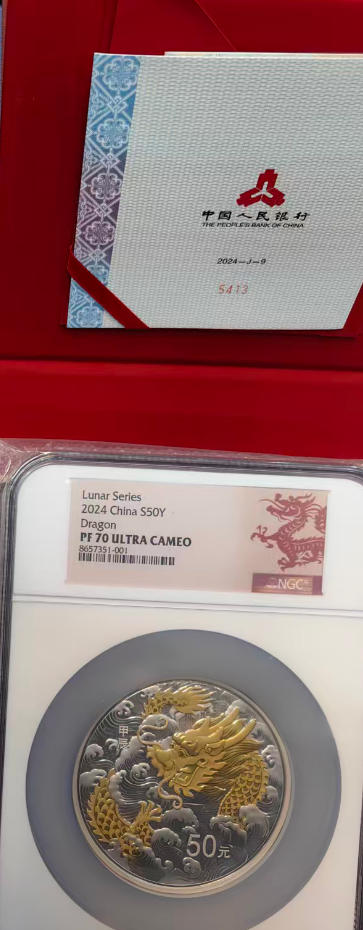 中国人民银行
THE PEOPLE'S BANK OF CHINA
2024—J—9
5413
Lunar Series
2024 China S50Y
Dragon
PF 70 ULTRA CAMEO
8657351-001
NGC
甲辰
50元